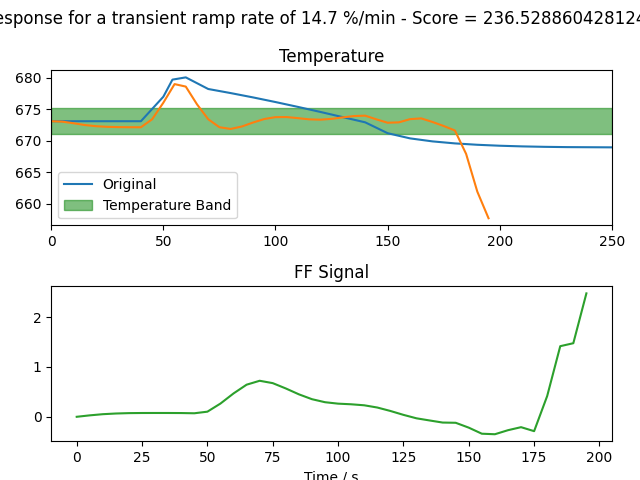 esponse for a transient ramp rate of 14.7 %/min - Score = 236.528860428124
Temperature
680
675
670
665
660
Original
Temperature Band
0 50 100 150 200 250
FF Signal
2
1
0
0 25 50 75 100 125 150 175 200
Time / s